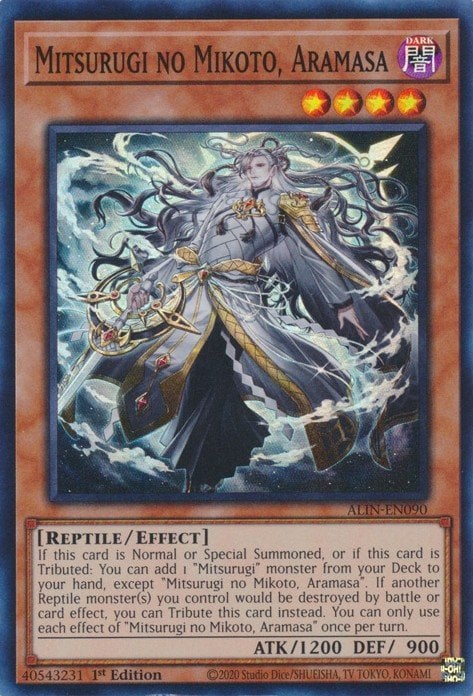 MITSURUGI NO MIKOTO, ARAMASA
DARK
闇
ALIN-EN090
[REPTILE/EFFECT]
If this card is Normal or Special Summoned, or if this card is
Tributed: You can add 1 "Mitsurugi" monster from your Deck to
your hand, except "Mitsurugi no Mikoto, Aramasa". If another
Reptile monster(s) you control would be destroyed by battle or
card effect, you can Tribute this card instead. You can only use
each effect of "Mitsurugi no Mikoto, Aramasa" once per turn.
ATK/1200 DEF/ 900
40543231 1st Edition ©2020 Studio Dice/SHUEISHA, TV TOKYO, KONAMI